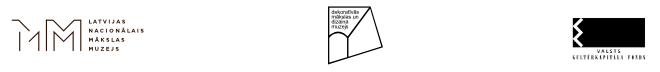 LATVIJAS
NACIONĀLAIS
MĀKSLAS
MUZEJS
dekoratīvās
mākslas un
dizaina
muzejs
VALSTS
KULTŪRKAPITĀLA FONDS